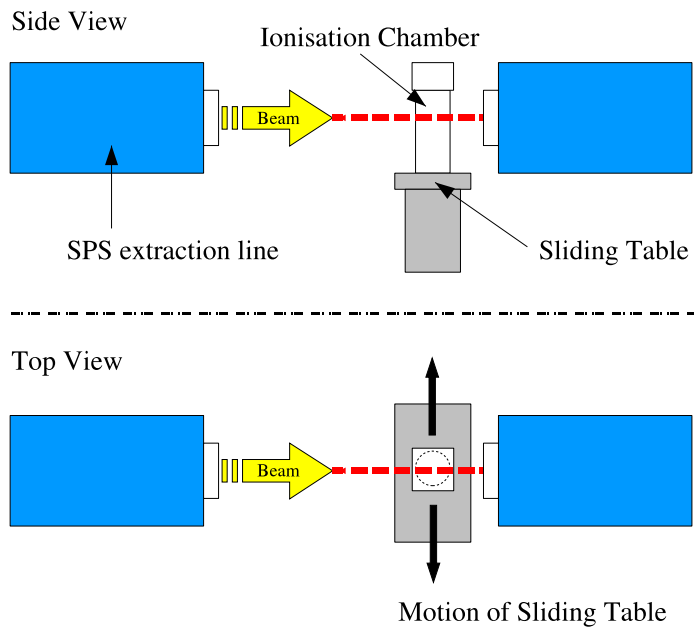 Side View
Ionisation Chamber
Beam
SPS extraction line
Sliding Table
Top View
Beam
Motion of Sliding Table